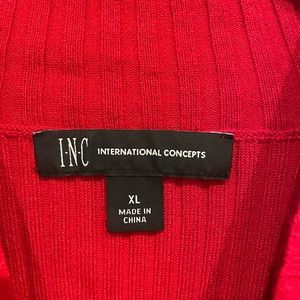 I·N·C INTERNATIONAL CONCEPTS
XL
MADE IN
CHINA